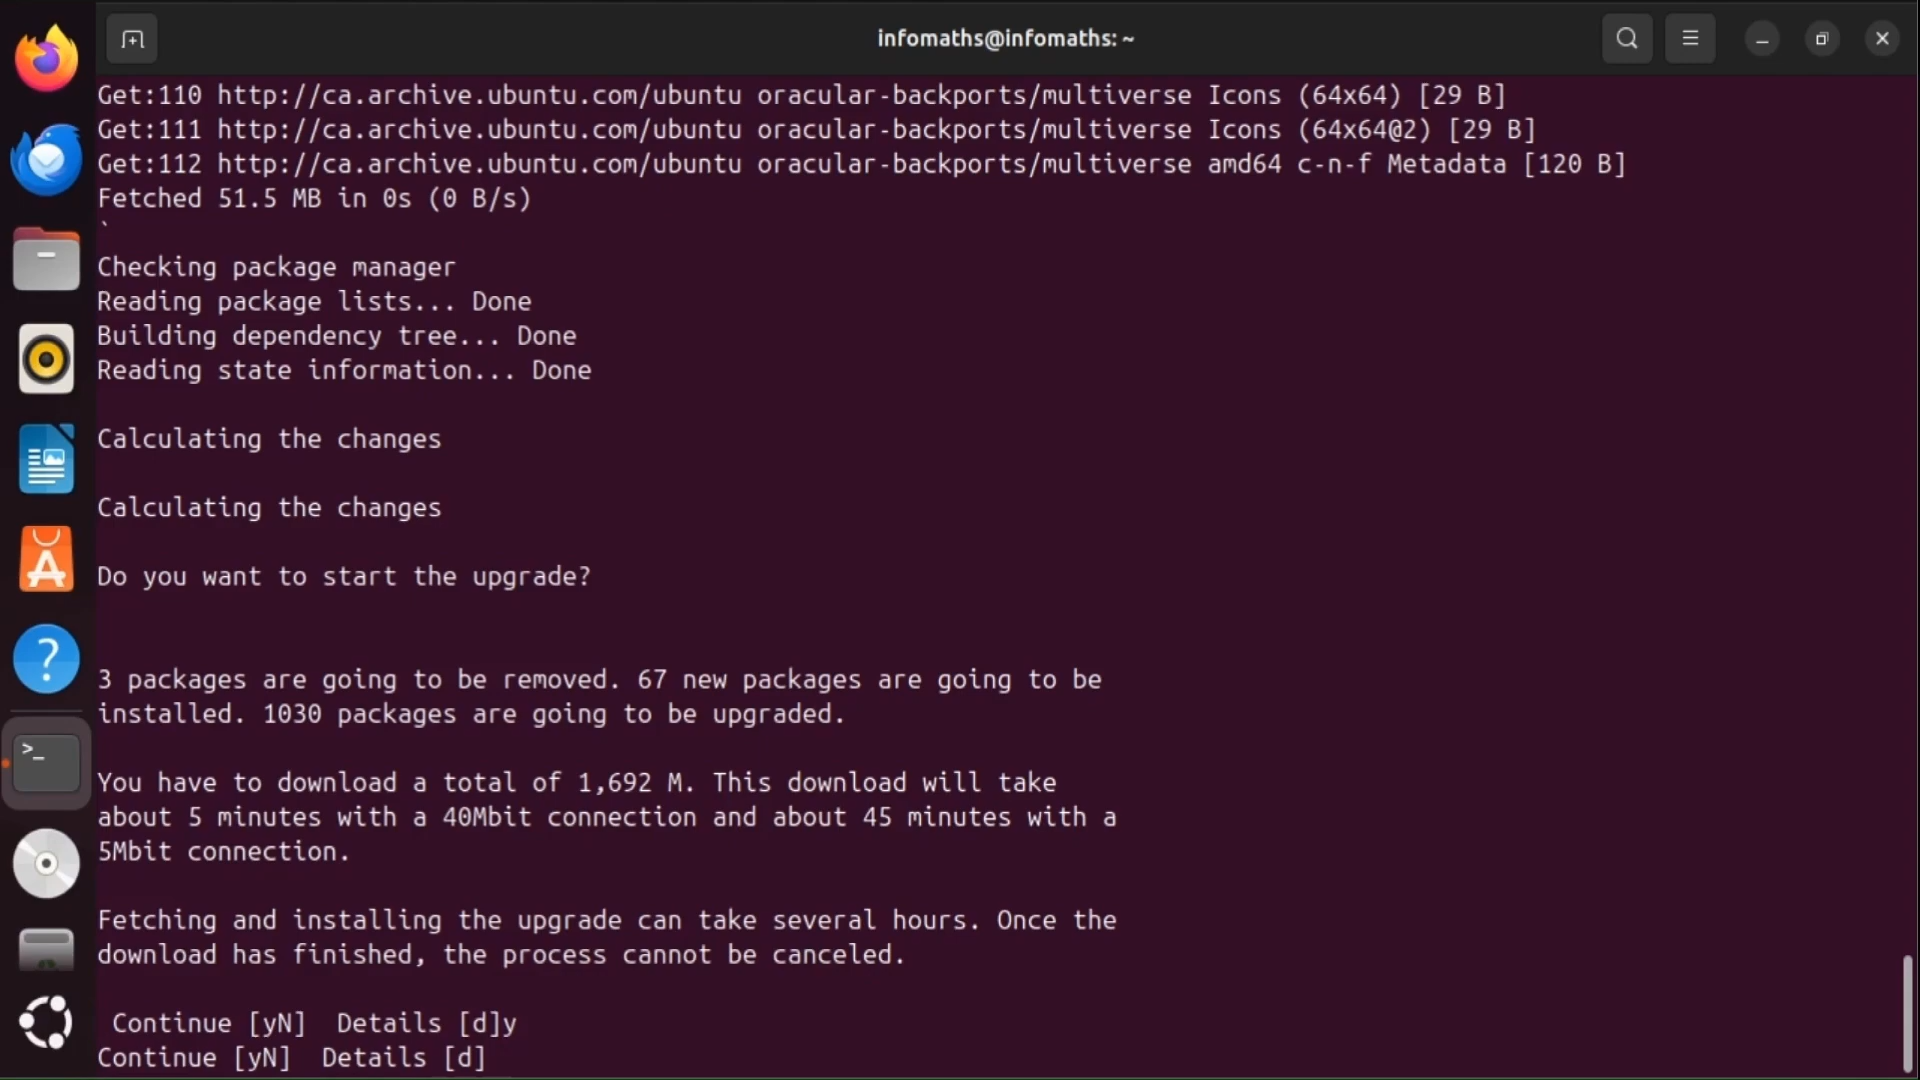 infomaths@infomaths: ~
Get:110 http://ca.archive.ubuntu.com/ubuntu oracular-backports/multiverse Icons (64x64) [29 B]
Get:111 http://ca.archive.ubuntu.com/ubuntu oracular-backports/multiverse Icons (64x64@2) [29 B]
Get:112 http://ca.archive.ubuntu.com/ubuntu oracular-backports/multiverse amd64 c-n-f Metadata [120 B]
Fetched 51.5 MB in 0s (0 B/s)
`
Checking package manager
Reading package lists... Done
Building dependency tree... Done
Reading state information... Done
Calculating the changes
Calculating the changes
Do you want to start the upgrade?
3 packages are going to be removed. 67 new packages are going to be
installed. 1030 packages are going to be upgraded.
You have to download a total of 1,692 M. This download will take
about 5 minutes with a 40Mbit connection and about 45 minutes with a
5Mbit connection.
Fetching and installing the upgrade can take several hours. Once the
download has finished, the process cannot be canceled.
Continue [yN]  Details [d]y
Continue [yN]  Details [d]